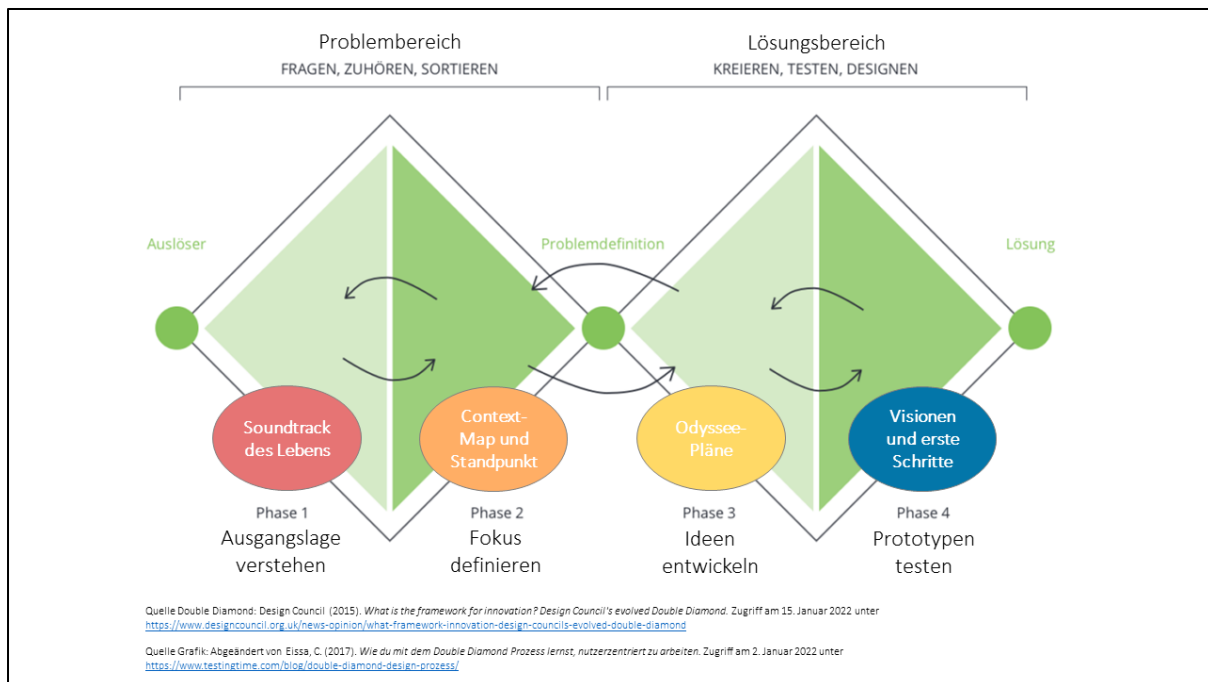 Problembereich
FRAGEN, ZUHÖREN, SORTIEREN
Lösungsbereich
KREIEREN, TESTEN, DESIGNEN
Auslöser
Problemdefinition
Lösung
Soundtrack
des Lebens
Context-
Map und
Standpunkt
Odyssee-
Pläne
Visionen
und erste
Schritte
Phase 1
Ausgangslage
verstehen
Phase 2
Fokus
definieren
Phase 3
Ideen
entwickeln
Phase 4
Prototypen
testen
Quelle Double Diamond: Design Council (2015). What is the framework for innovation? Design Council's evolved Double Diamond. Zugriff am 15. Januar 2022 unter
https://www.designcouncil.org.uk/news-opinion/what-framework-innovation-design-councils-evolved-double-diamond
Quelle Grafik: Abgeändert von Eissa, C. (2017). Wie du mit dem Double Diamond Prozess lernst, nutzerzentriert zu arbeiten. Zugriff am 2. Januar 2022 unter
https://www.testingtime.com/blog/double-diamond-design-prozess/